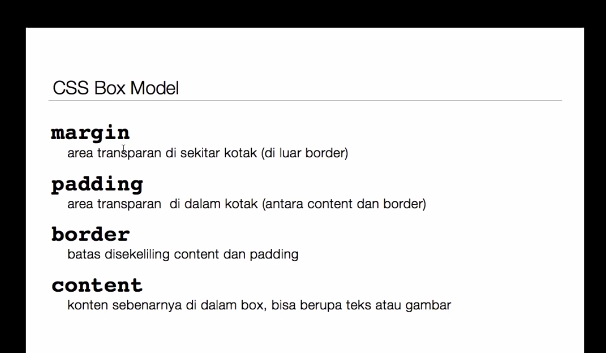 CSS Box Model
margin
area transparan di sekitar kotak (di luar border)
padding
area transparan di dalam kotak (antara content dan border)
border
batas disekeliling content dan padding
content
konten sebenarnya di dalam box, bisa berupa teks atau gambar